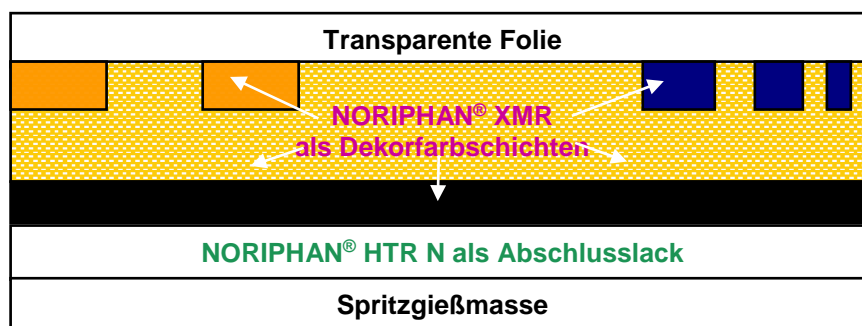 Transparente Folie
NORIPHAN® XMR
als Dekorfarbschichten
NORIPHAN® HTR N als Abschlusslack
Spritzgießmasse